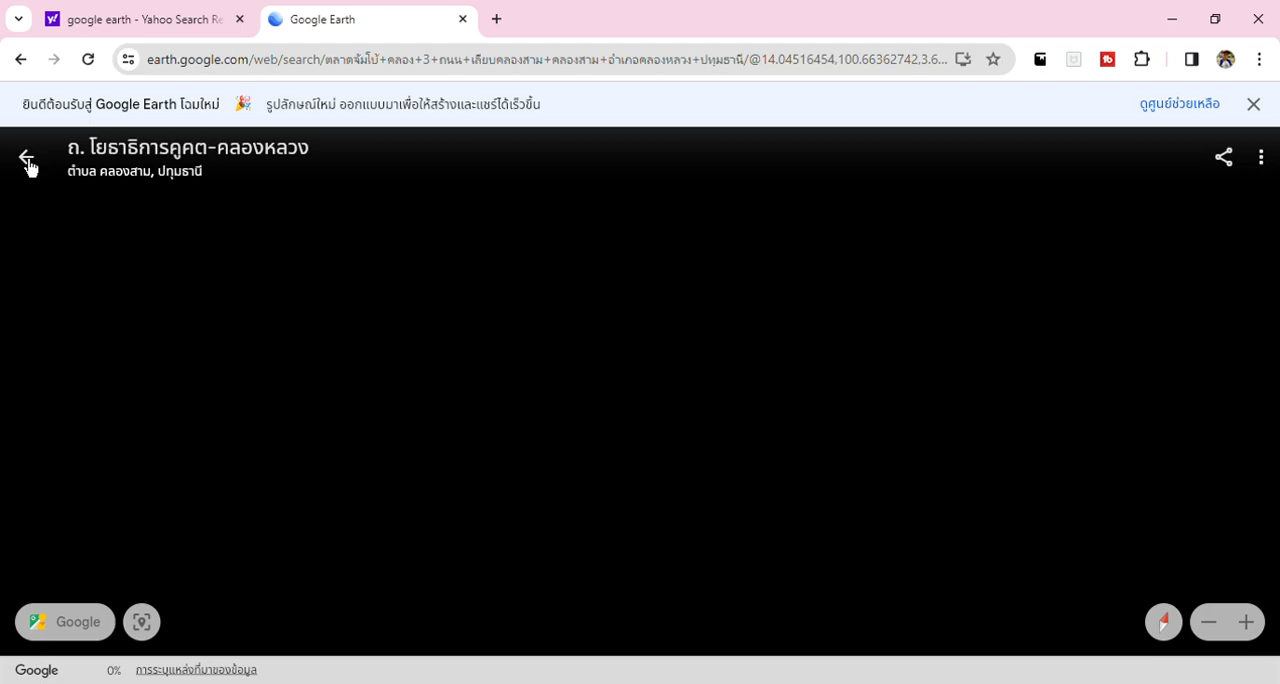 google earth - Yahoo Search Re
Google Earth
earth.google.com/web/search/ตลาดจัมโบ้+คลอง+3+ถนน+เลียบคลองสาม+คลองสาม+อำเภอคลองหลวง+ปทุมธานี/@14.04516454,100.66362742,3.6...
ยินดีต้อนรับสู่ Google Earth โฉมใหม่ 🎉 รูปลักษณ์ใหม่ ออกแบบมาเพื่อให้สร้างและแชร์ได้เร็วขึ้น
ดูศูนย์ช่วยเหลือ
ถ. โยธาธิการคูคต-คลองหลวง
ตำบล คลองสาม, ปทุมธานี
Google
Google 0% การระบุแหล่งที่มาของข้อมูล